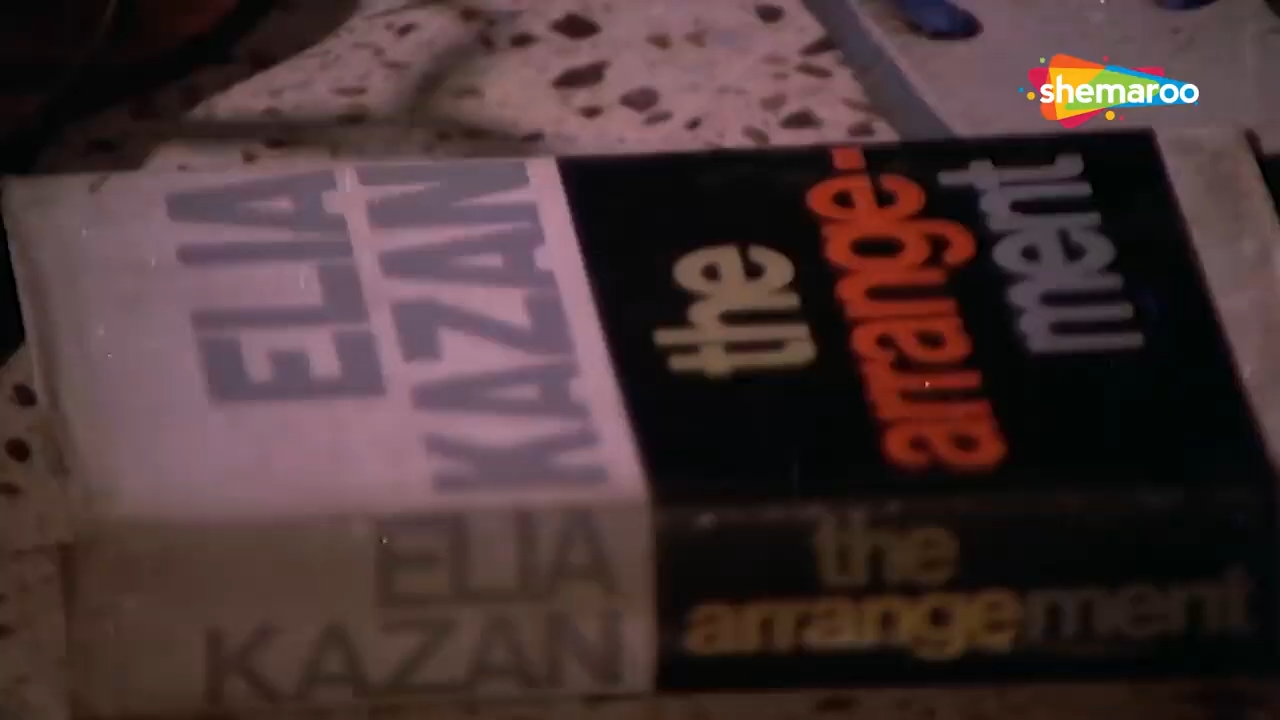 shemaroo
ELIA
KAZAN
the
arrange-
ment
ELIA
KAZAN
the
arrangement